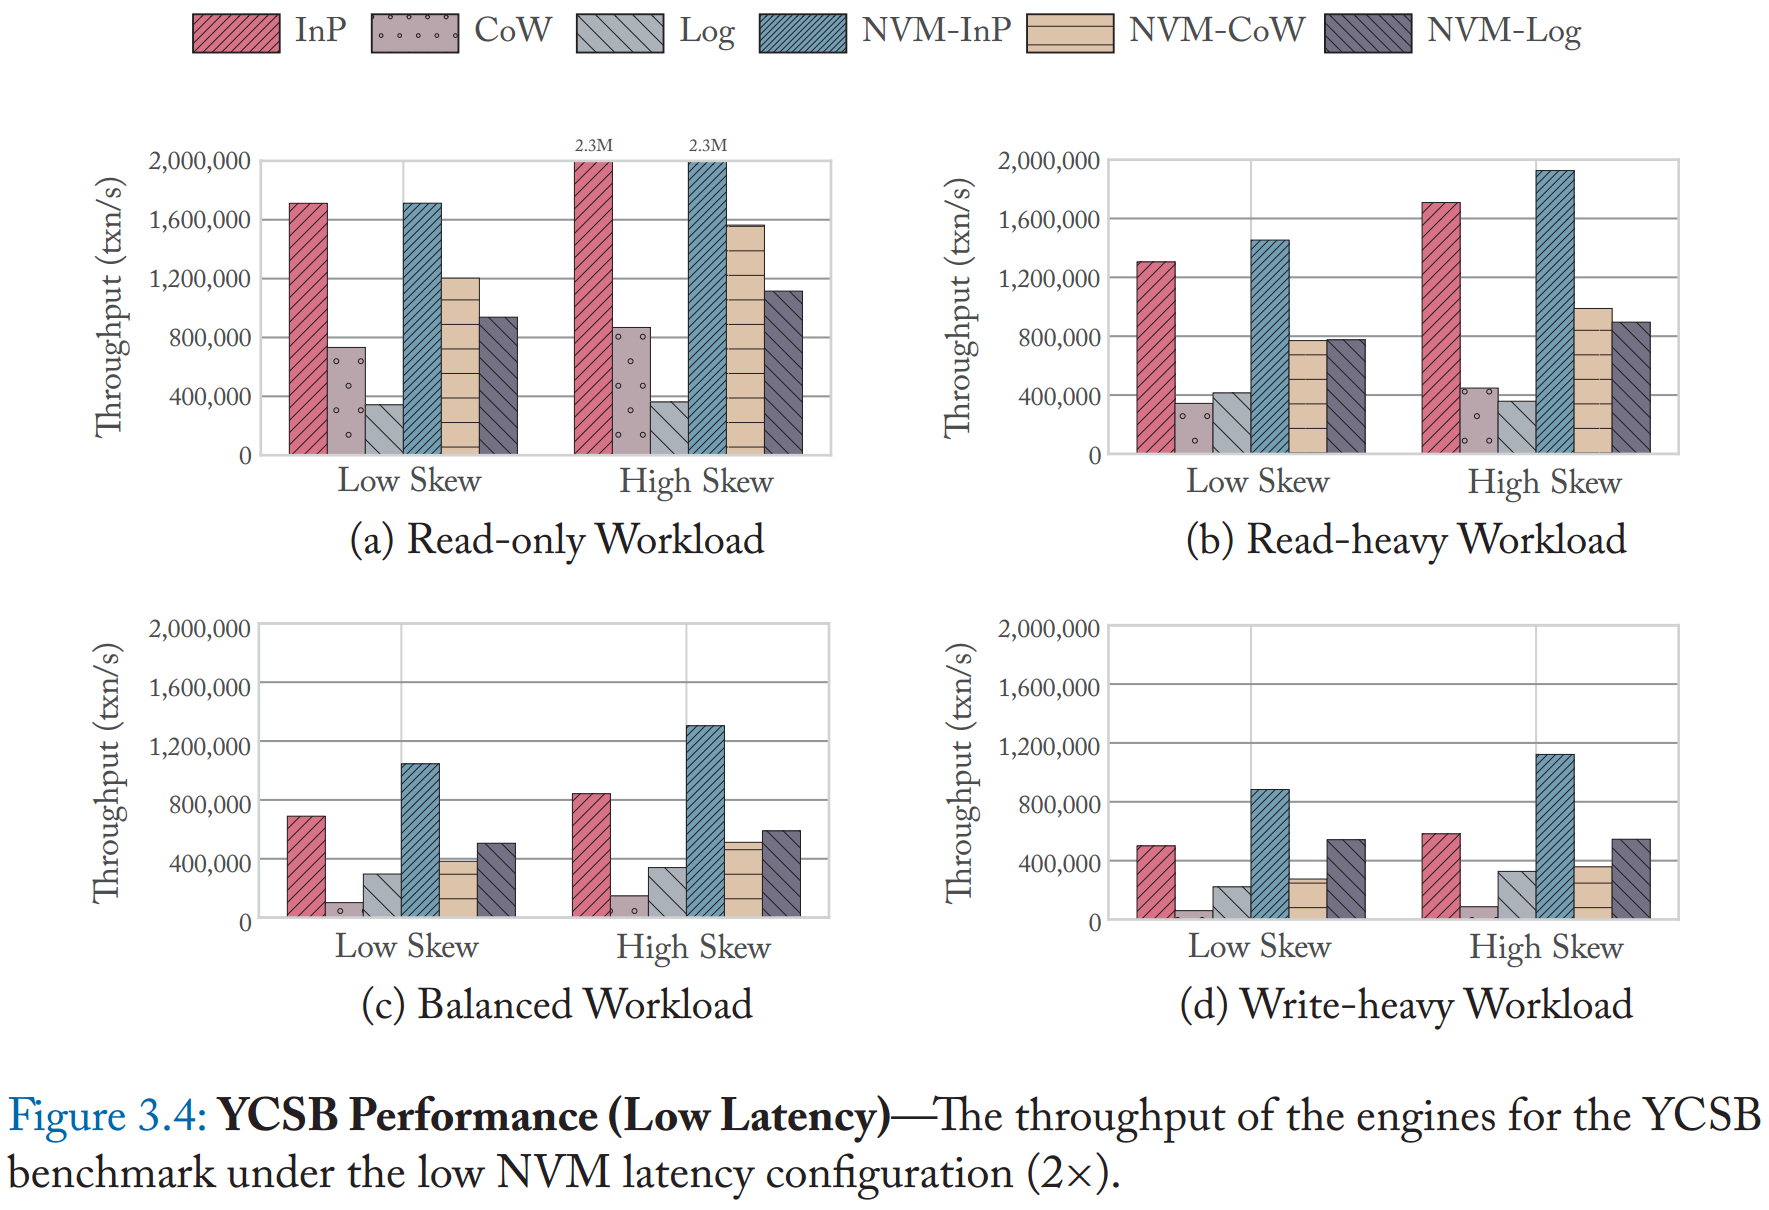 InP CoW Log NVM-InP NVM-CoW NVM-Log
2.3M 2.3M
Throughput (txn/s)
2,000,000
1,600,000
1,200,000
800,000
400,000
0
Low Skew High Skew
(a) Read-only Workload
Throughput (txn/s)
2,000,000
1,600,000
1,200,000
800,000
400,000
0
Low Skew High Skew
(b) Read-heavy Workload
Throughput (txn/s)
2,000,000
1,600,000
1,200,000
800,000
400,000
0
Low Skew High Skew
(c) Balanced Workload
Throughput (txn/s)
2,000,000
1,600,000
1,200,000
800,000
400,000
0
Low Skew High Skew
(d) Write-heavy Workload
Figure 3.4: YCSB Performance (Low Latency)—The throughput of the engines for the YCSB
benchmark under the low NVM latency configuration (2×).